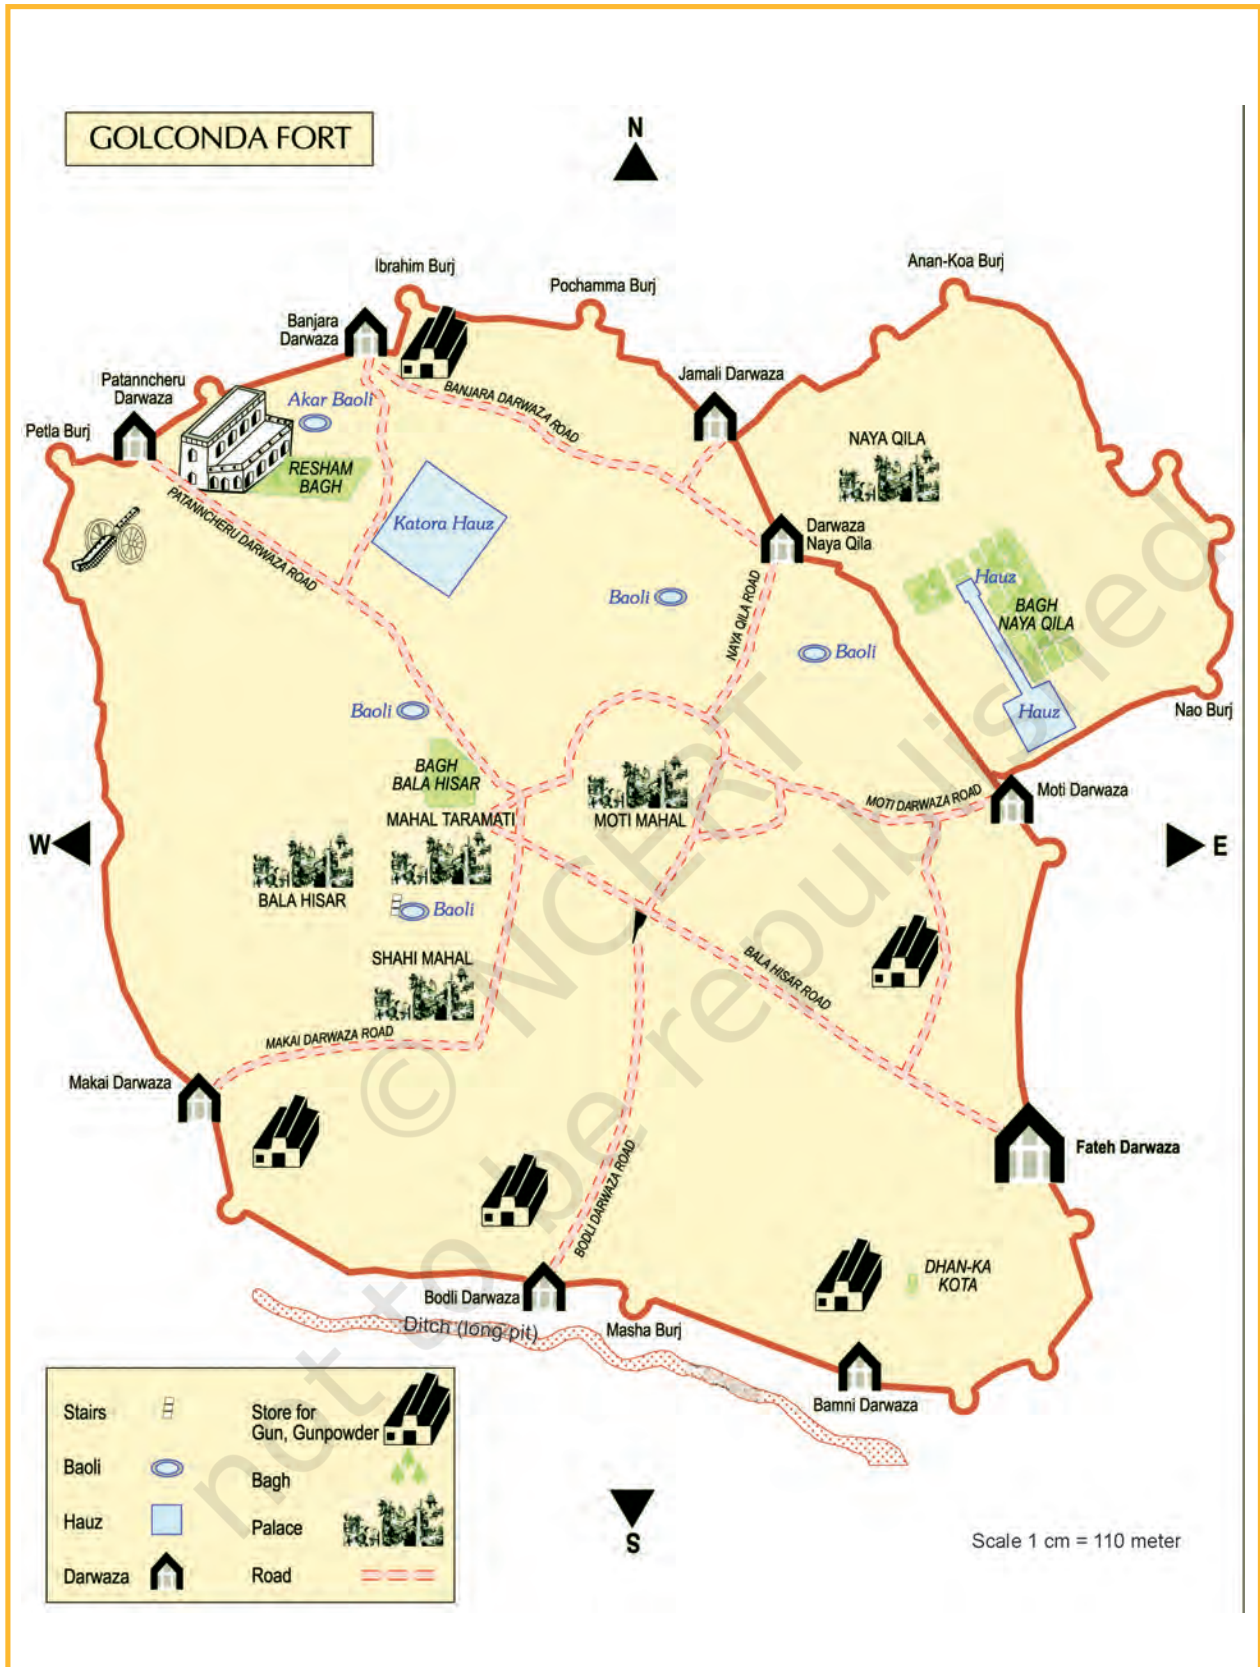 GOLCONDA FORT
N
Ibrahim Burj
Pochamma Burj
Anan-Koa Burj
Banjara
Darwaza
Patanncheru
Darwaza
Akar Baoli
BANJARA DARWAZA ROAD
Jamali Darwaza
Petla Burj
RESHAM
BAGH
NAYA QILA
PATANNCHERU DARWAZA ROAD
Katora Hauz
Darwaza
Naya Qila
Baoli
NAYA QILA ROAD
Hauz
BAGH
NAYA QILA
Baoli
Baoli
Hauz
Nao Burj
BAGH
BALA HISAR
MAHAL TARAMATI
MOTI MAHAL
MOTI DARWAZA ROAD
Moti Darwaza
W
E
BALA HISAR
Baoli
SHAHI MAHAL
BALA HISAR ROAD
MAKAI DARWAZA ROAD
Makai Darwaza
BODLI DARWAZA ROAD
Fateh Darwaza
DHAN-KA
KOTA
Bodli Darwaza
Ditch (long pit)
Masha Burj
Bamni Darwaza
Stairs
Store for
Gun, Gunpowder
Baoli
Bagh
Hauz
Palace
Darwaza
Road
S
Scale 1 cm = 110 meter
© NCERT
not to be republished